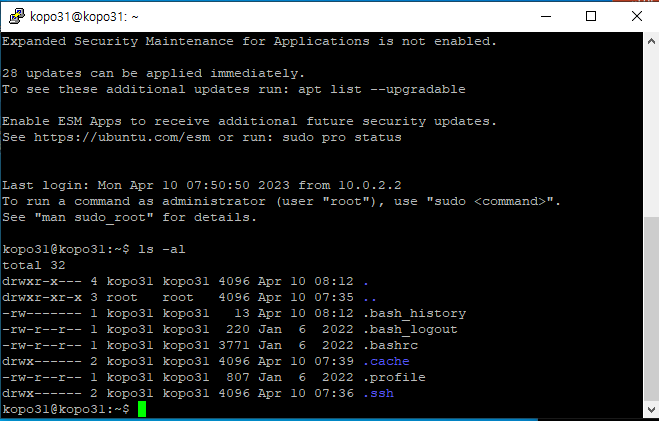 kopo31@kopo31: ~
Expanded Security Maintenance for Applications is not enabled.
28 updates can be applied immediately.
To see these additional updates run: apt list --upgradable
Enable ESM Apps to receive additional future security updates.
See https://ubuntu.com/esm or run: sudo pro status
Last login: Mon Apr 10 07:50:50 2023 from 10.0.2.2
To run a command as administrator (user "root"), use "sudo <command>".
See "man sudo_root" for details.
kopo31@kopo31:~$ ls -al
total 32
drwxr-x--- 4 kopo31 kopo31 4096 Apr 10 08:12 .
drwxr-xr-x 3 root   root   4096 Apr 10 07:35 ..
-rw------- 1 kopo31 kopo31   13 Apr 10 08:12 .bash_history
-rw-r--r-- 1 kopo31 kopo31  220 Jan  6  2022 .bash_logout
-rw-r--r-- 1 kopo31 kopo31 3771 Jan  6  2022 .bashrc
drwx------ 2 kopo31 kopo31 4096 Apr 10 07:39 .cache
-rw-r--r-- 1 kopo31 kopo31  807 Jan  6  2022 .profile
drwx------ 2 kopo31 kopo31 4096 Apr 10 07:36 .ssh
kopo31@kopo31:~$